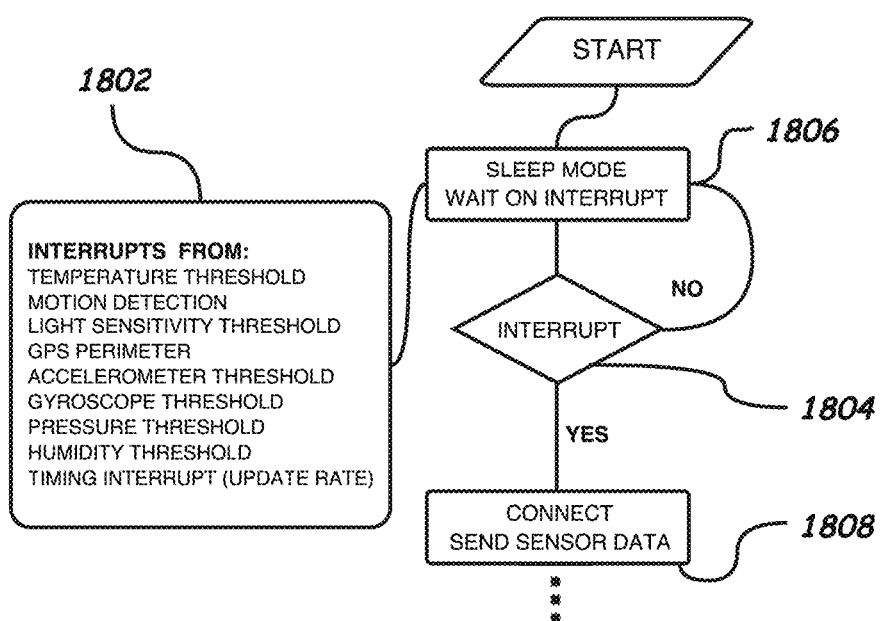 START
1802
1806
SLEEP MODE
WAIT ON INTERRUPT
INTERRUPTS FROM:
TEMPERATURE THRESHOLD
MOTION DETECTION
LIGHT SENSITIVITY THRESHOLD
GPS PERIMETER
ACCELEROMETER THRESHOLD
GYROSCOPE THRESHOLD
PRESSURE THRESHOLD
HUMIDITY THRESHOLD
TIMING INTERRUPT (UPDATE RATE)
NO
INTERRUPT
1804
YES
CONNECT
SEND SENSOR DATA
1808